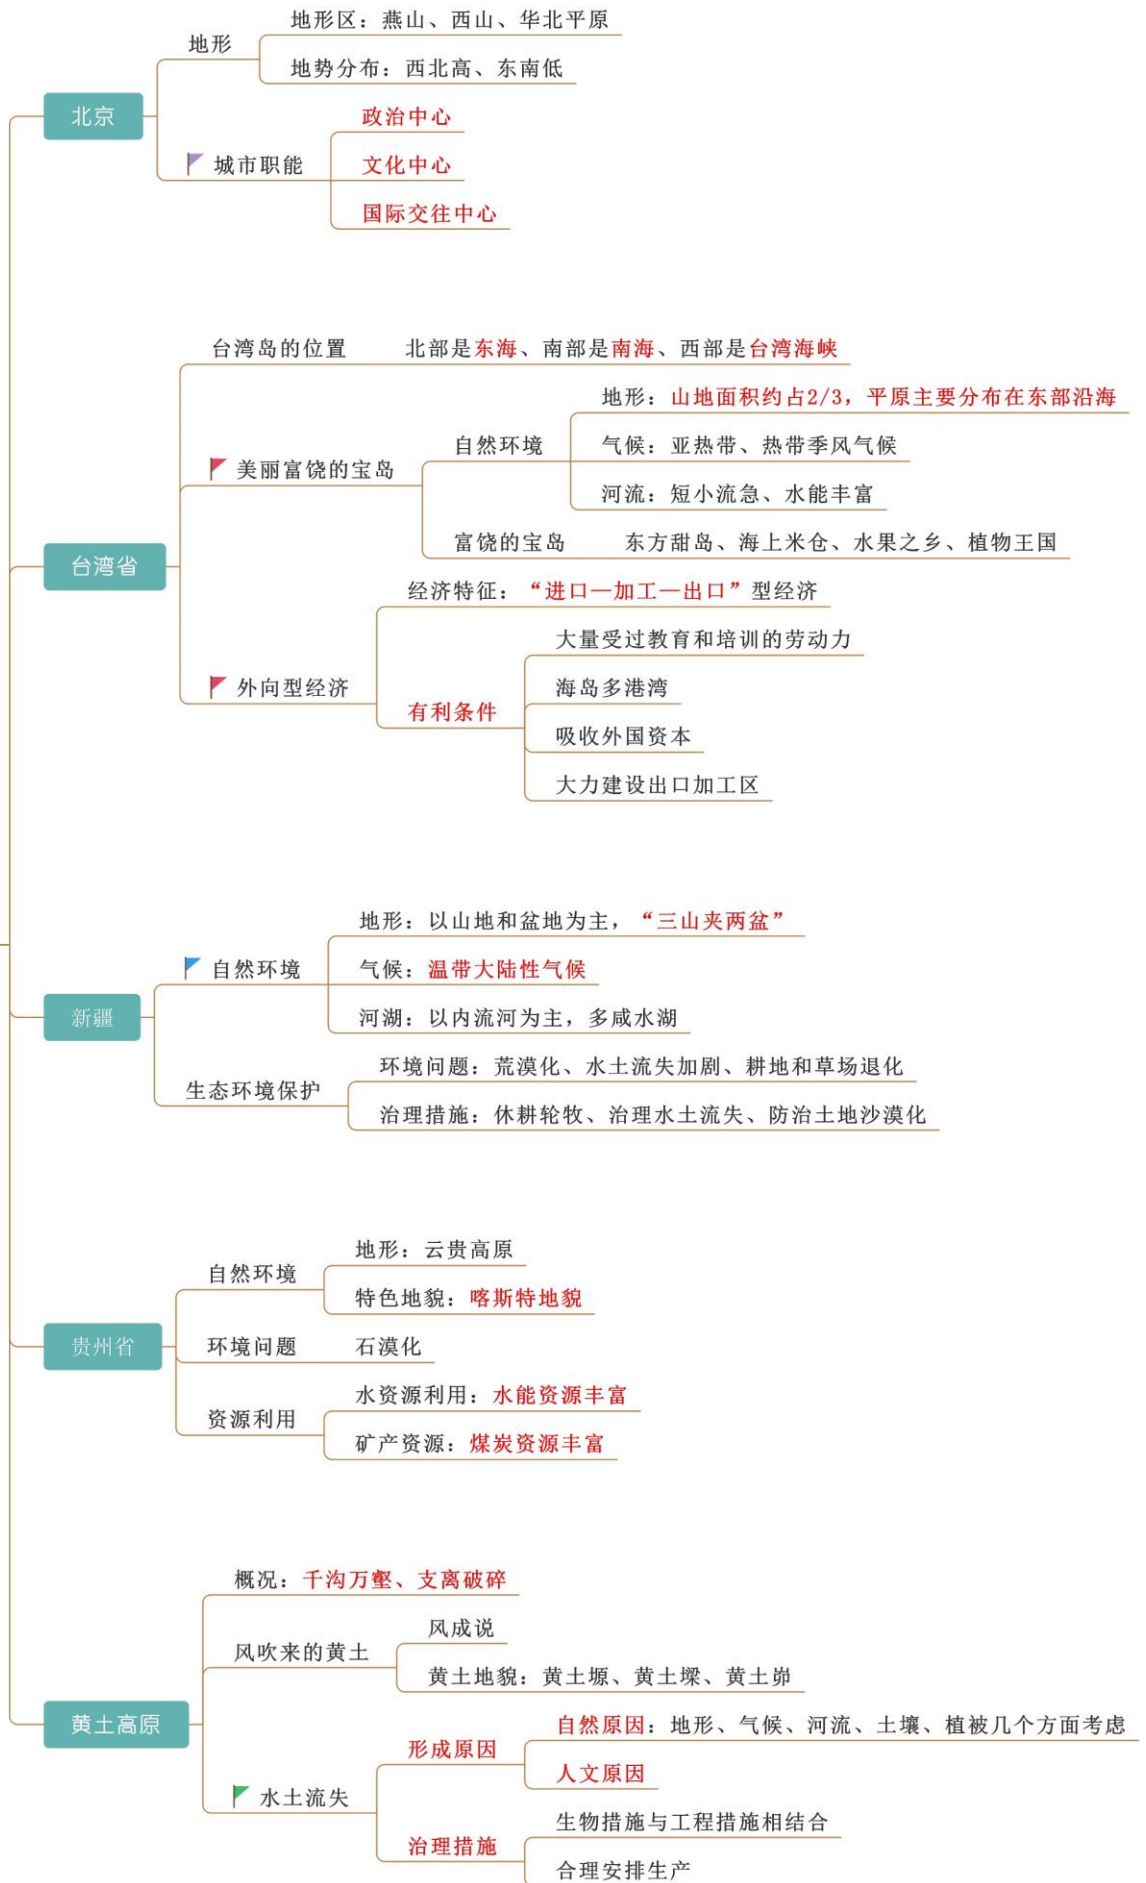 北京
地形
地形区：燕山、西山、华北平原
地势分布：西北高、东南低
城市职能
政治中心
文化中心
国际交往中心
台湾省
台湾岛的位置
北部是东海、南部是南海、西部是台湾海峡
美丽富饶的宝岛
自然环境
地形：山地面积约占2/3，平原主要分布在东部沿海
气候：亚热带、热带季风气候
河流：短小流急、水能丰富
富饶的宝岛
东方甜岛、海上米仓、水果之乡、植物王国
外向型经济
经济特征：“进口—加工—出口”型经济
有利条件
大量受过教育和培训的劳动力
海岛多港湾
吸收外国资本
大力建设出口加工区
新疆
自然环境
地形：以山地和盆地为主，“三山夹两盆”
气候：温带大陆性气候
河湖：以内流河为主，多咸水湖
生态环境保护
环境问题：荒漠化、水土流失加剧、耕地和草场退化
治理措施：休耕轮牧、治理水土流失、防治土地沙漠化
贵州省
自然环境
地形：云贵高原
特色地貌：喀斯特地貌
环境问题
石漠化
资源利用
水资源利用：水能资源丰富
矿产资源：煤炭资源丰富
黄土高原
概况：千沟万壑、支离破碎
风吹来的黄土
风成说
黄土地貌：黄土塬、黄土墚、黄土峁
水土流失
形成原因
自然原因：地形、气候、河流、土壤、植被几个方面考虑
人文原因
治理措施
生物措施与工程措施相结合
合理安排生产